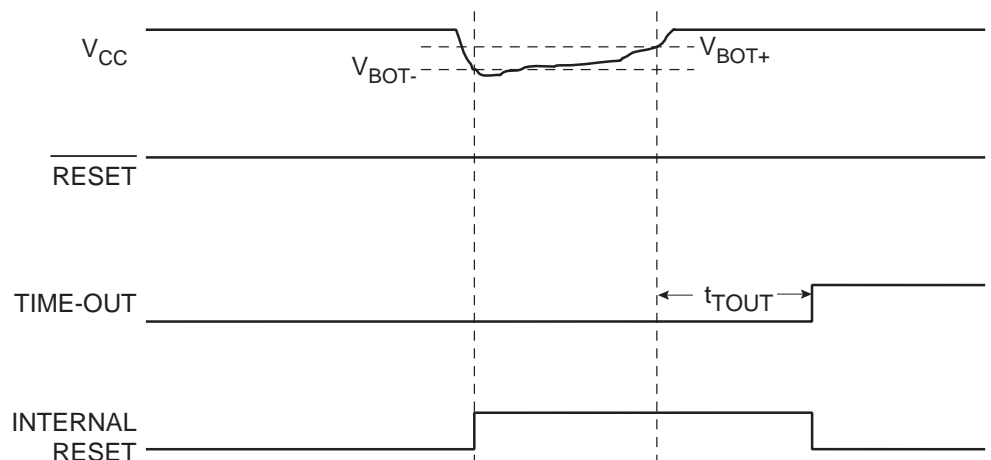 VCC
VBOT-
VBOT+
RESET
TIME-OUT
tTOUT
INTERNAL
RESET